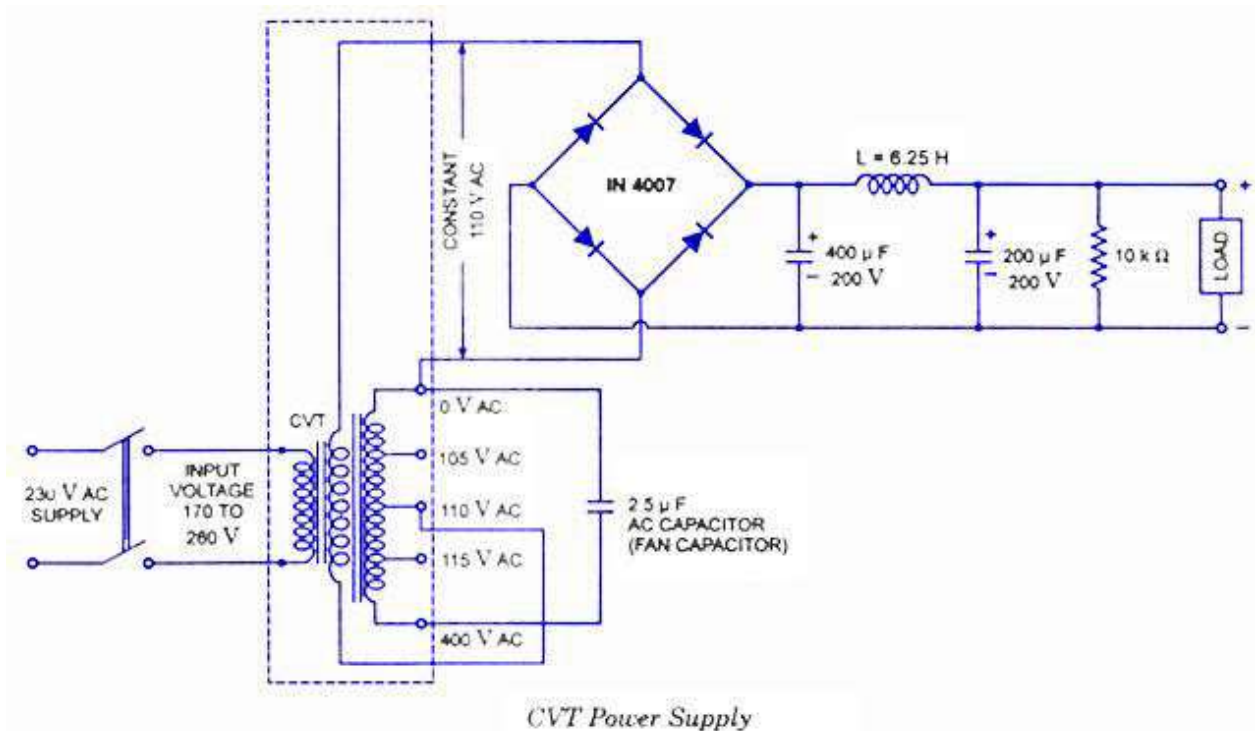 230 V AC
SUPPLY
INPUT
VOLTAGE
170 TO
260 V
CVT
CONSTANT
110 V AC
0 V AC
105 V AC
110 V AC
115 V AC
400 V AC
2.5 µ F
AC CAPACITOR
(FAN CAPACITOR)
IN 4007
L = 6.25 H
+
400 µ F
–
200 V
+
200 µ F
–
200 V
10 k Ω
+
LOAD
–
CVT Power Supply